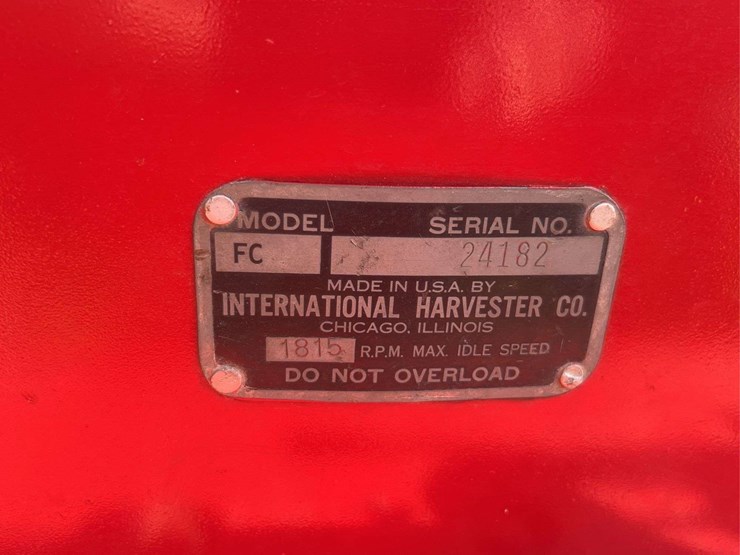 MODEL SERIAL NO.
FC 24182
MADE IN U.S.A. BY
INTERNATIONAL HARVESTER CO.
CHICAGO, ILLINOIS
1815 R.P.M. MAX. IDLE SPEED
DO NOT OVERLOAD